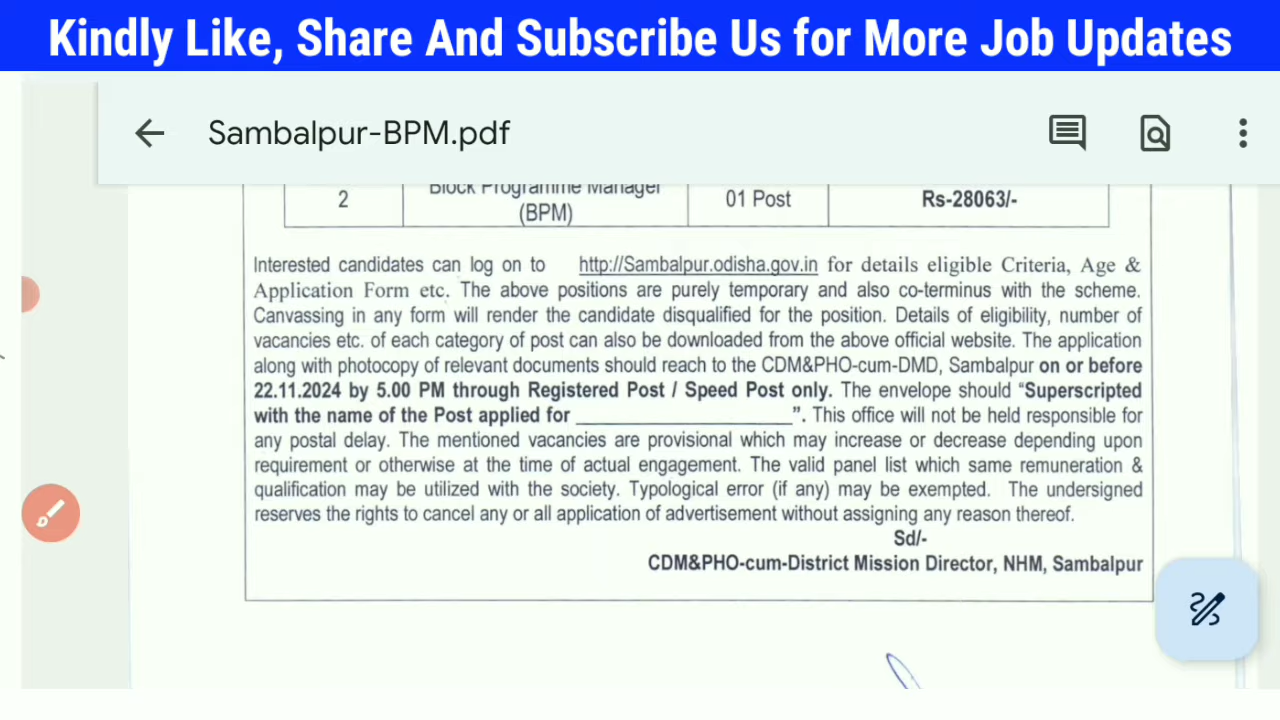 Kindly Like, Share And Subscribe Us for More Job Updates
Sambalpur-BPM.pdf
2 Block Programme Manager (BPM) 01 Post Rs-28063/-
Interested candidates can log on to http://Sambalpur.odisha.gov.in for details eligible Criteria, Age &
Application Form etc. The above positions are purely temporary and also co-terminus with the scheme.
Canvassing in any form will render the candidate disqualified for the position. Details of eligibility, number of
vacancies etc. of each category of post can also be downloaded from the above official website. The application
along with photocopy of relevant documents should reach to the CDM&PHO-cum-DMD, Sambalpur on or before
22.11.2024 by 5.00 PM through Registered Post / Speed Post only. The envelope should “Superscripted
with the name of the Post applied for ____________________”. This office will not be held responsible for
any postal delay. The mentioned vacancies are provisional which may increase or decrease depending upon
requirement or otherwise at the time of actual engagement. The valid panel list which same remuneration &
qualification may be utilized with the society. Typological error (if any) may be exempted. The undersigned
reserves the rights to cancel any or all application of advertisement without assigning any reason thereof.
Sd/-
CDM&PHO-cum-District Mission Director, NHM, Sambalpur